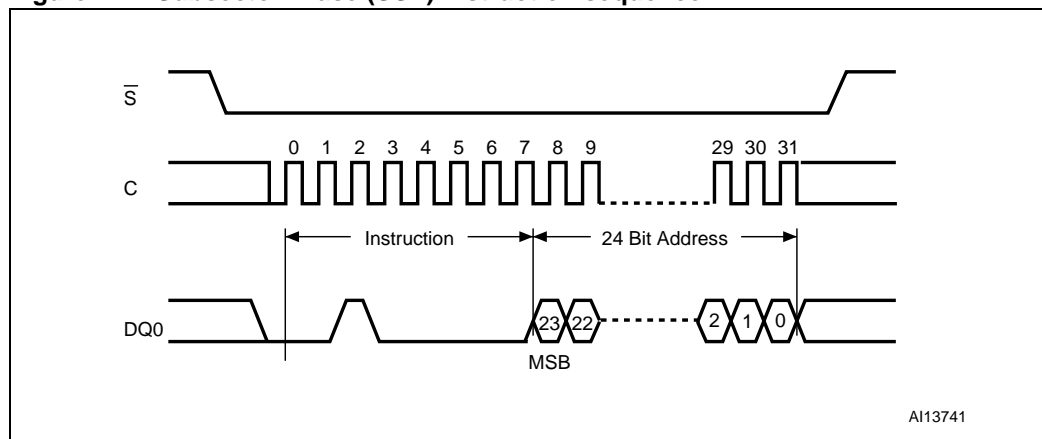 S
0 1 2 3 4 5 6 7 8 9 29 30 31
C
Instruction 24 Bit Address
DQ0 23 22 2 1 0
MSB
AI13741